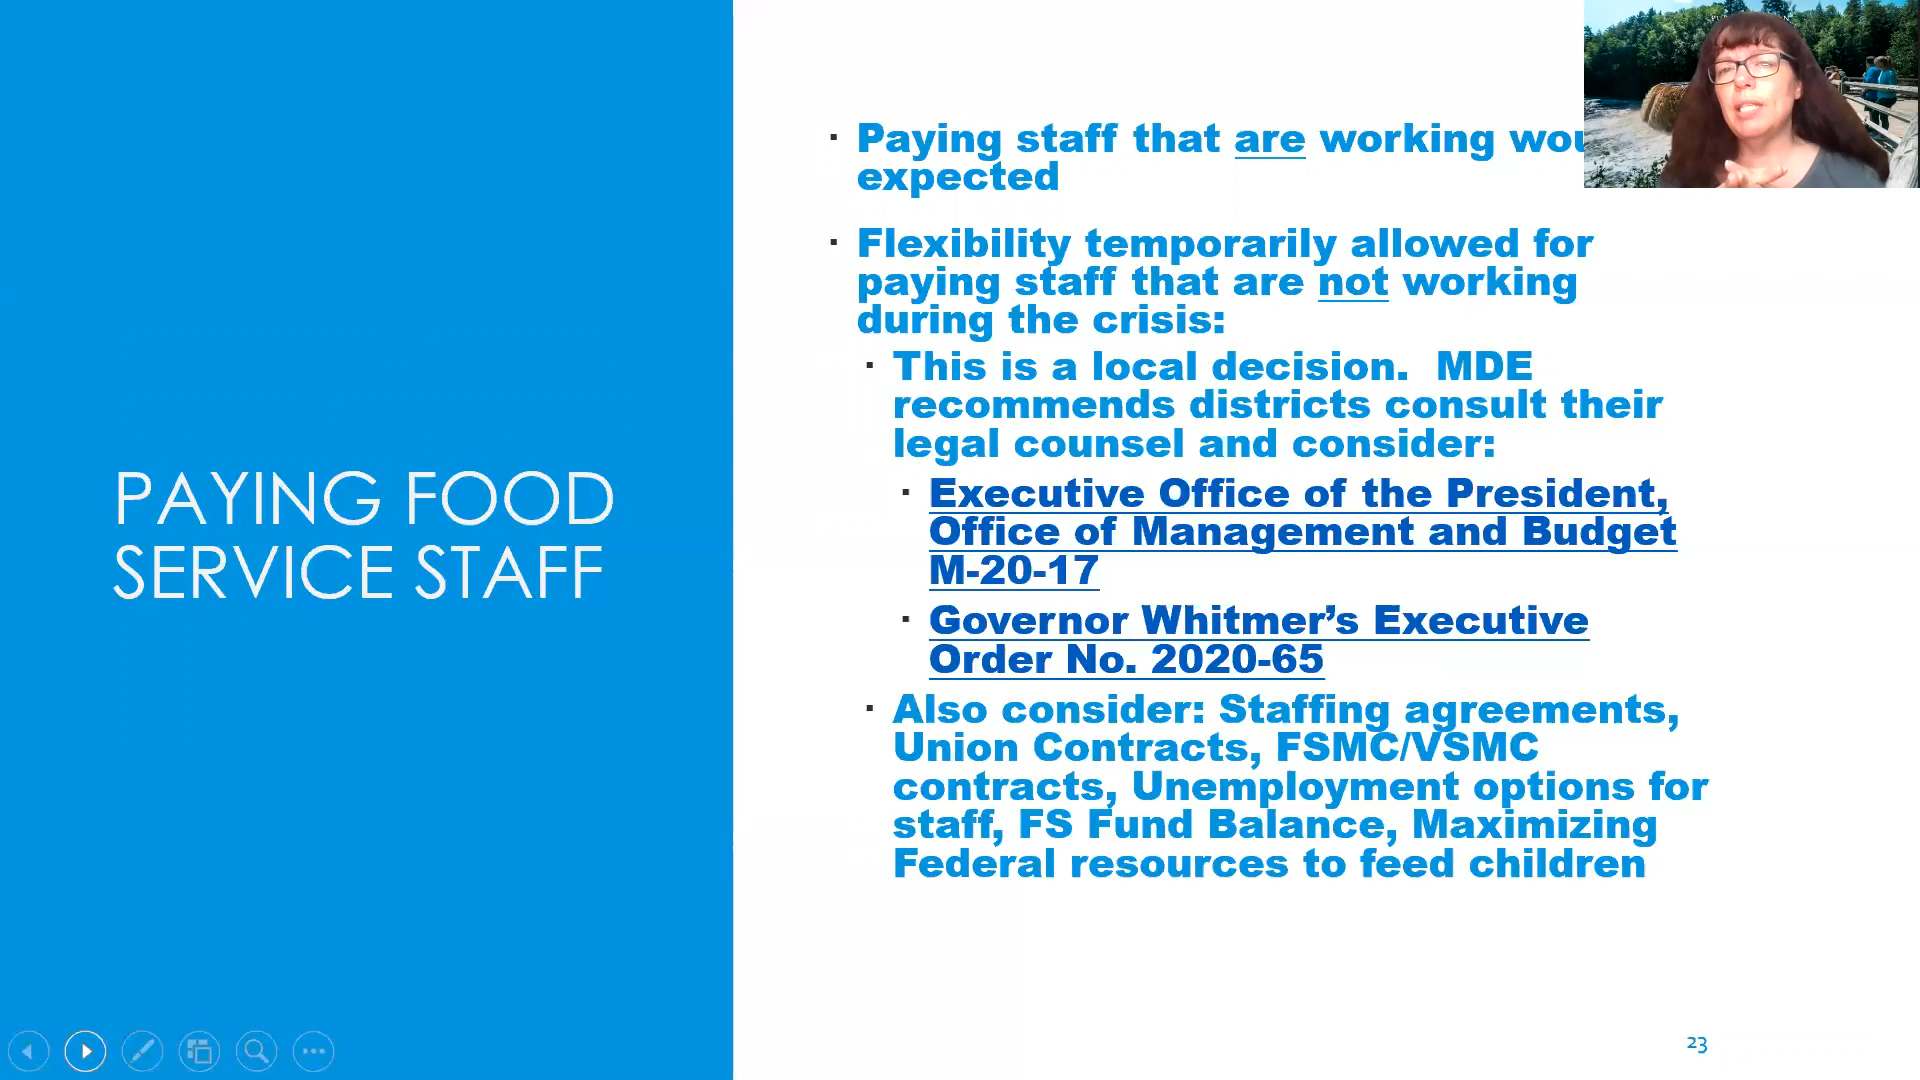 PAYING FOOD
SERVICE STAFF
Paying staff that are working
expected
Flexibility temporarily allowed for
paying staff that are not working
during the crisis:
This is a local decision.  MDE
recommends districts consult their
legal counsel and consider:
Executive Office of the President,
Office of Management and Budget
M-20-17
Governor Whitmer’s Executive
Order No. 2020-65
Also consider: Staffing agreements,
Union Contracts, FSMC/VSMC
contracts, Unemployment options for
staff, FS Fund Balance, Maximizing
Federal resources to feed children
23